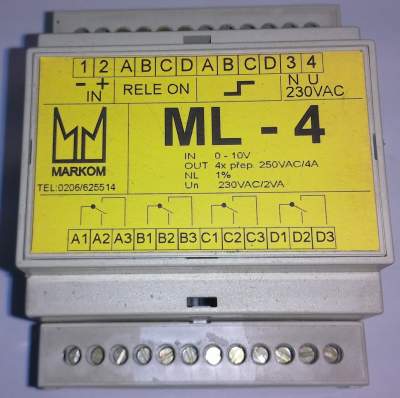 1 2 A B C D A B C D 3 4
- + IN RELE ON N U 230VAC
ML - 4
MARKOM
TEL:0206/625514
IN 0 - 10V
OUT 4x přep. 250VAC/4A
NL 1%
Un 230VAC/2VA
A1 A2 A3 B1 B2 B3 C1 C2 C3 D1 D2 D3